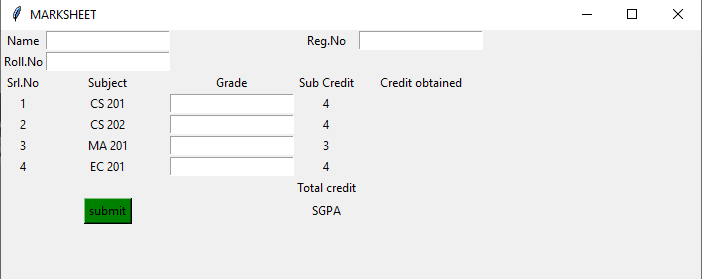 MARKSHEET
Name Reg.No
Roll.No
Srl.No Subject Grade Sub Credit Credit obtained
1 CS 201 4
2 CS 202 4
3 MA 201 3
4 EC 201 4
Total credit
submit SGPA